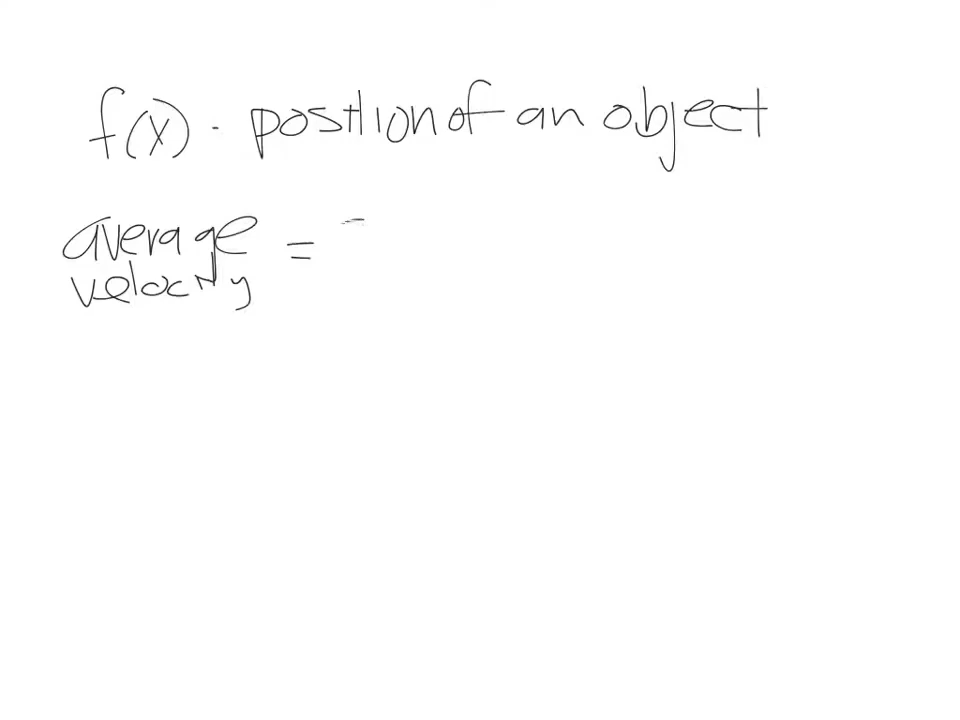 f(x) - position of an object
average =
velocity